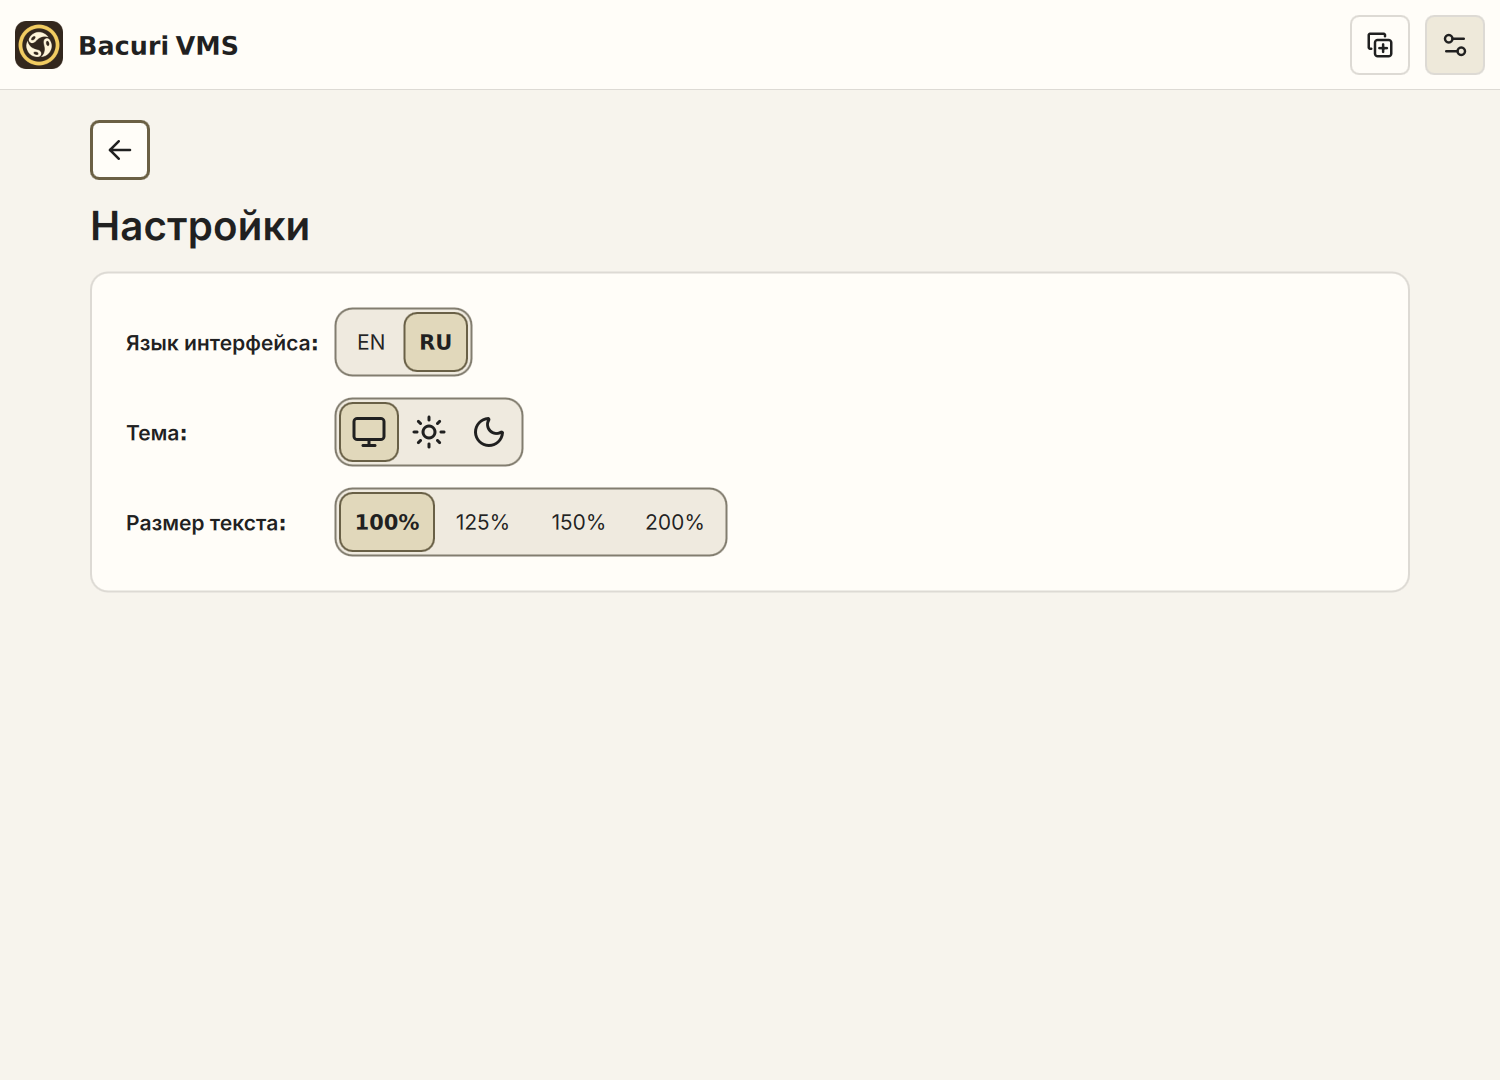 Bacuri VMS
Настройки
Язык интерфейса: EN RU
Тема:
Размер текста: 100% 125% 150% 200%